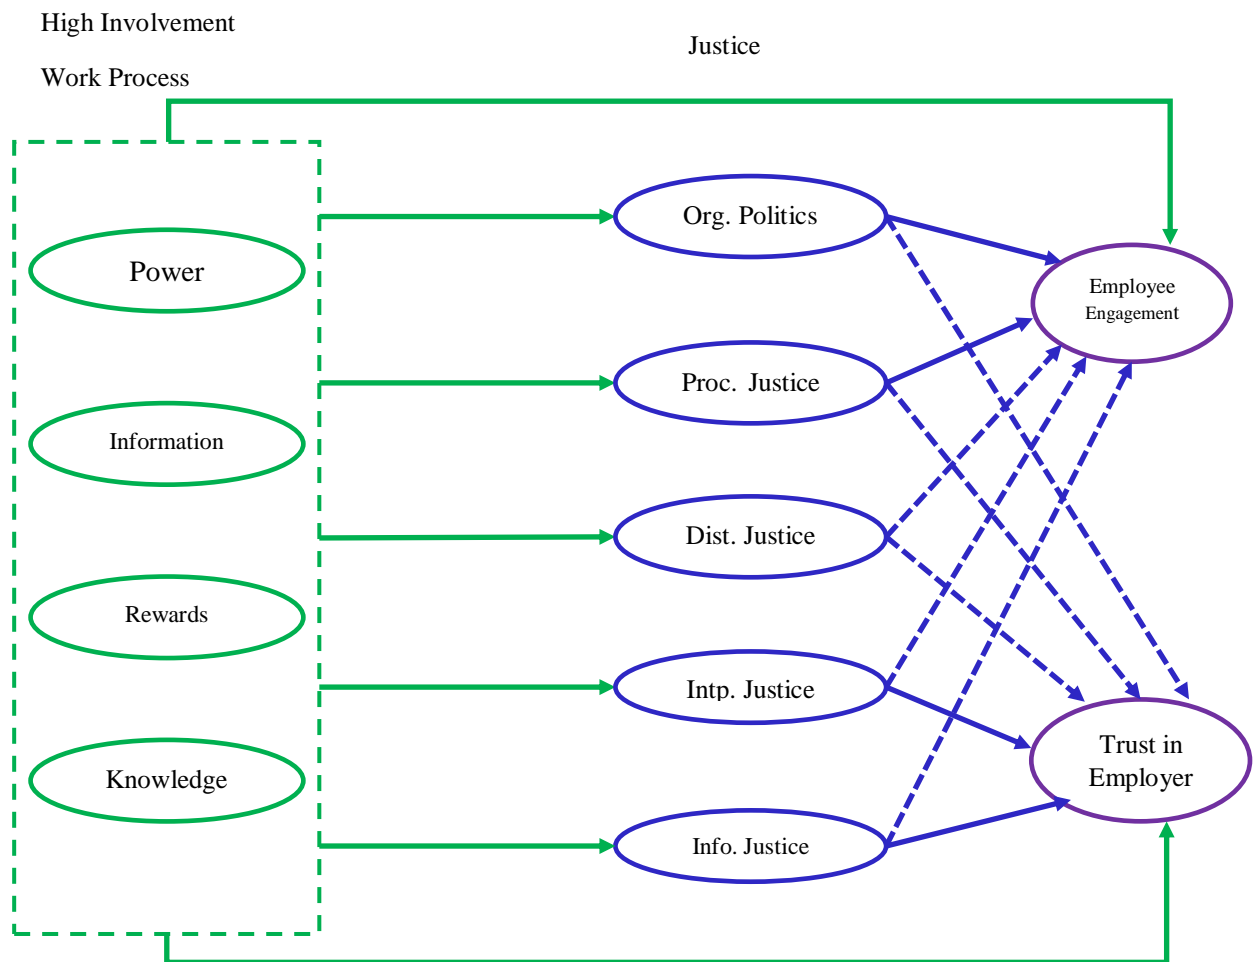 High Involvement
Work Process
Justice
Power
Information
Rewards
Knowledge
Org. Politics
Proc. Justice
Dist. Justice
Intp. Justice
Info. Justice
Employee
Engagement
Trust in
Employer